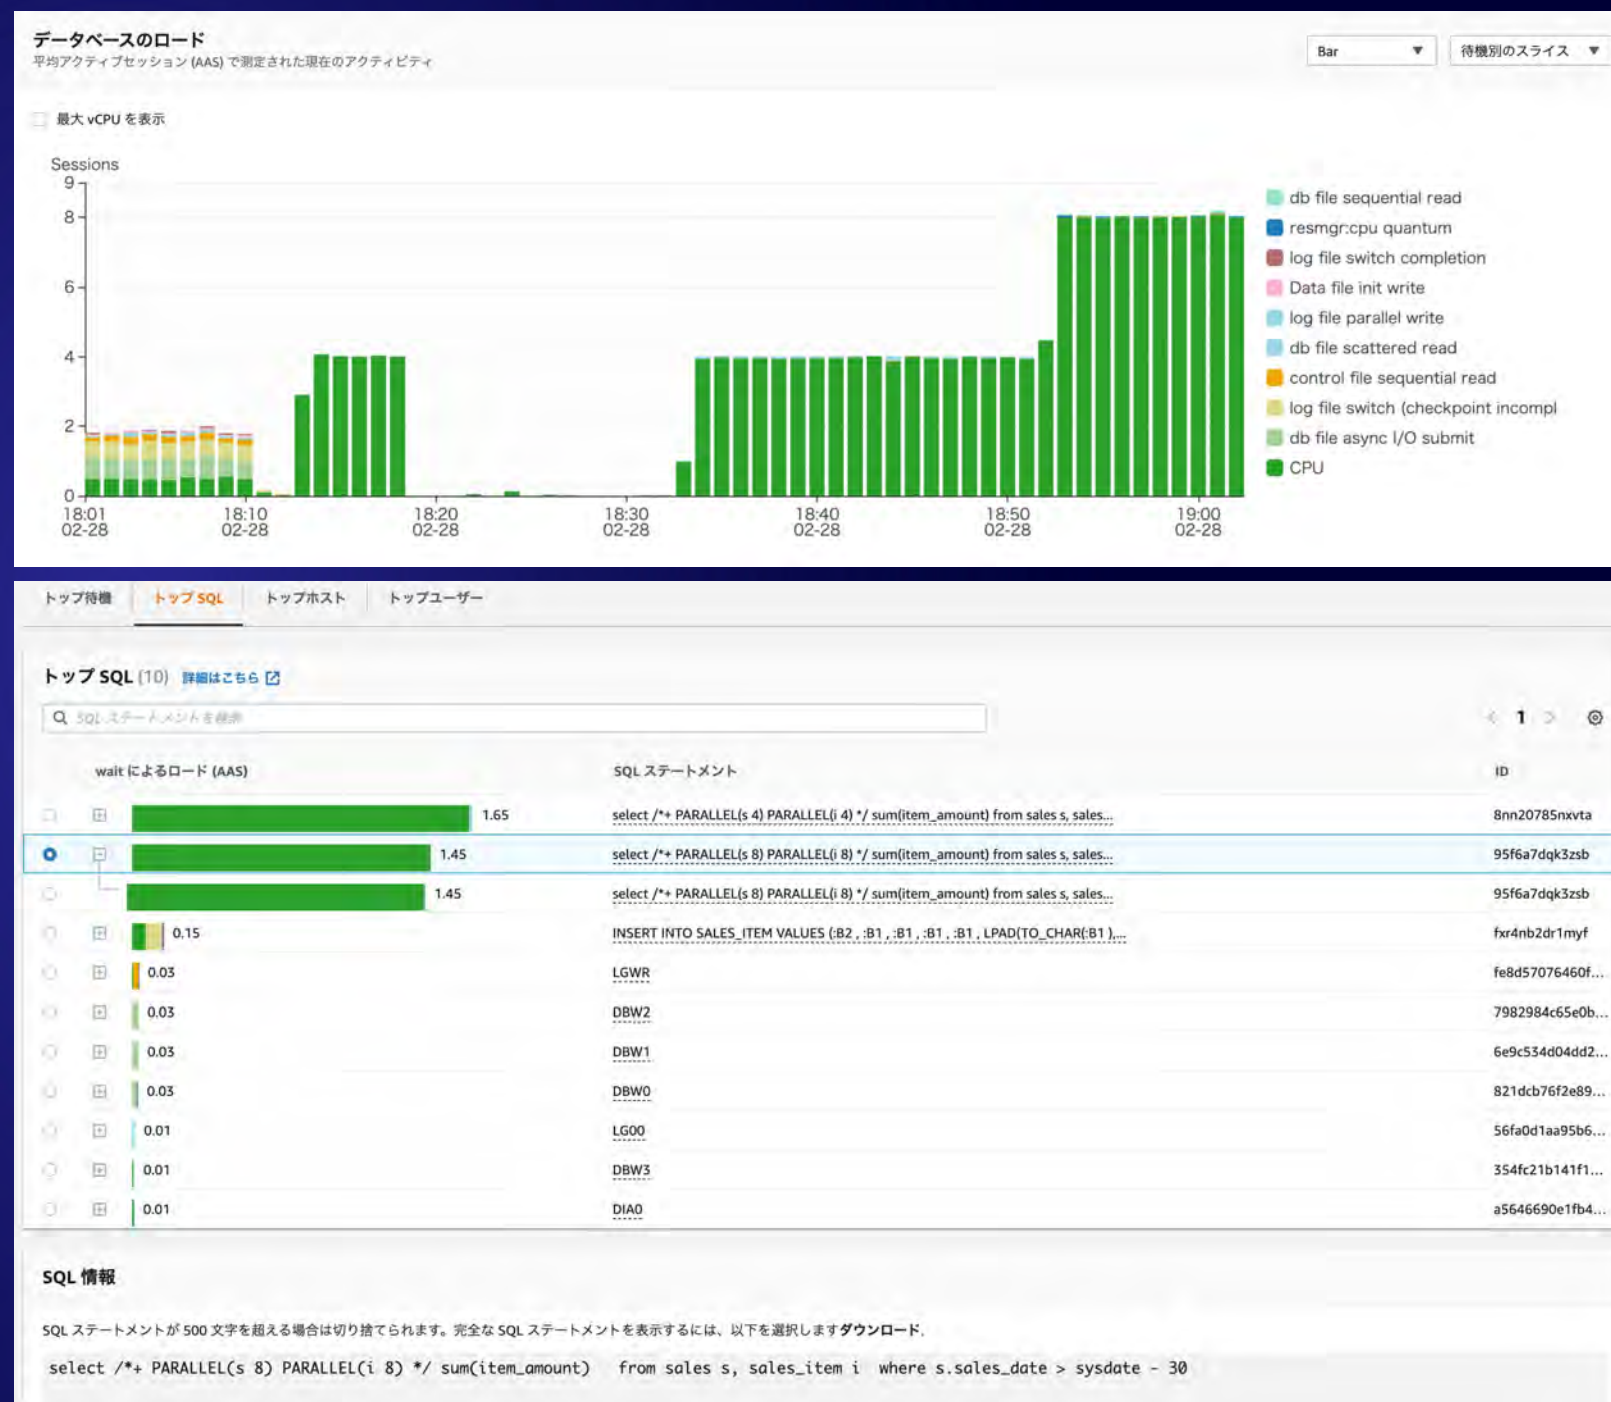 データベースのロード
平均アクティブセッション (AAS) で測定された現在のアクティビティ
Bar
待機別のスライス
最大 vCPU を表示
Sessions
9
8
6
4
2
0
18:01
02-28
18:10
02-28
18:20
02-28
18:30
02-28
18:40
02-28
18:50
02-28
19:00
02-28
db file sequential read
resmgr:cpu quantum
log file switch completion
Data file init write
log file parallel write
db file scattered read
control file sequential read
log file switch (checkpoint incompl
db file async I/O submit
CPU
トップ待機 トップ SQL トップホスト トップユーザー
トップ SQL (10) 詳細はこちら
SQL ステートメントを検索
< 1 >
wait によるロード (AAS) SQL ステートメント ID
1.65 select /*+ PARALLEL(s 4) PARALLEL(i 4) */ sum(item_amount) from sales s, sales... 8nn20785nxvta
1.45 select /*+ PARALLEL(s 8) PARALLEL(i 8) */ sum(item_amount) from sales s, sales... 95f6a7dqk3zsb
1.45 select /*+ PARALLEL(s 8) PARALLEL(i 8) */ sum(item_amount) from sales s, sales... 95f6a7dqk3zsb
0.15 INSERT INTO SALES_ITEM VALUES (:B2 , :B1 , :B1 , :B1 , :B1 , LPAD(TO_CHAR(:B1 ),... fxr4nb2dr1myf
0.03 LGWR fe8d57076460f...
0.03 DBW2 7982984c65e0b...
0.03 DBW1 6e9c534d04dd2...
0.03 DBW0 821dcb76f2e89...
0.01 LG00 56fa0d1aa95b6...
0.01 DBW3 354fc21b141f1...
0.01 DIA0 a5646690e1fb4...
SQL 情報
SQL ステートメントが 500 文字を超える場合は切り捨てられます。完全な SQL ステートメントを表示するには、以下を選択しますダウンロード.
select /*+ PARALLEL(s 8) PARALLEL(i 8) */ sum(item_amount) from sales s, sales_item i where s.sales_date > sysdate - 30